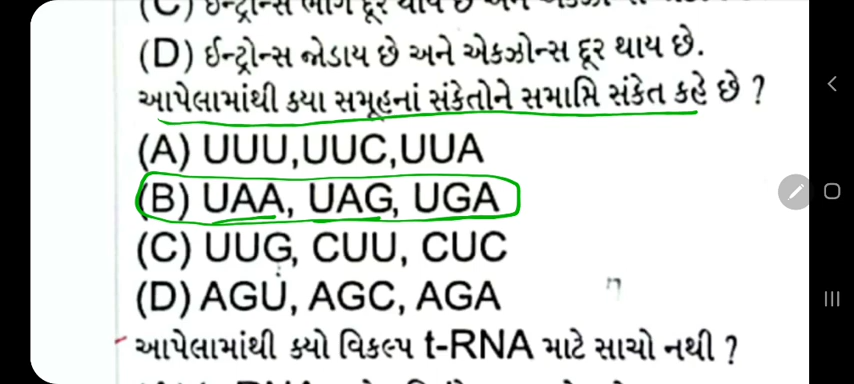 (D) ઈન્ટ્રોન્સ જોડાય છે અને એક્ઝોન્સ દૂર થાય છે.
આપેલામાંથી કયા સમૂહનાં સંકેતોને સમાપ્તિ સંકેત કહે છે ?
(A) UUU,UUC,UUA
(B) UAA, UAG, UGA
(C) UUG, CUU, CUC
(D) AGU, AGC, AGA
આપેલામાંથી ક્યો વિકલ્પ t-RNA માટે સાચો નથી ?